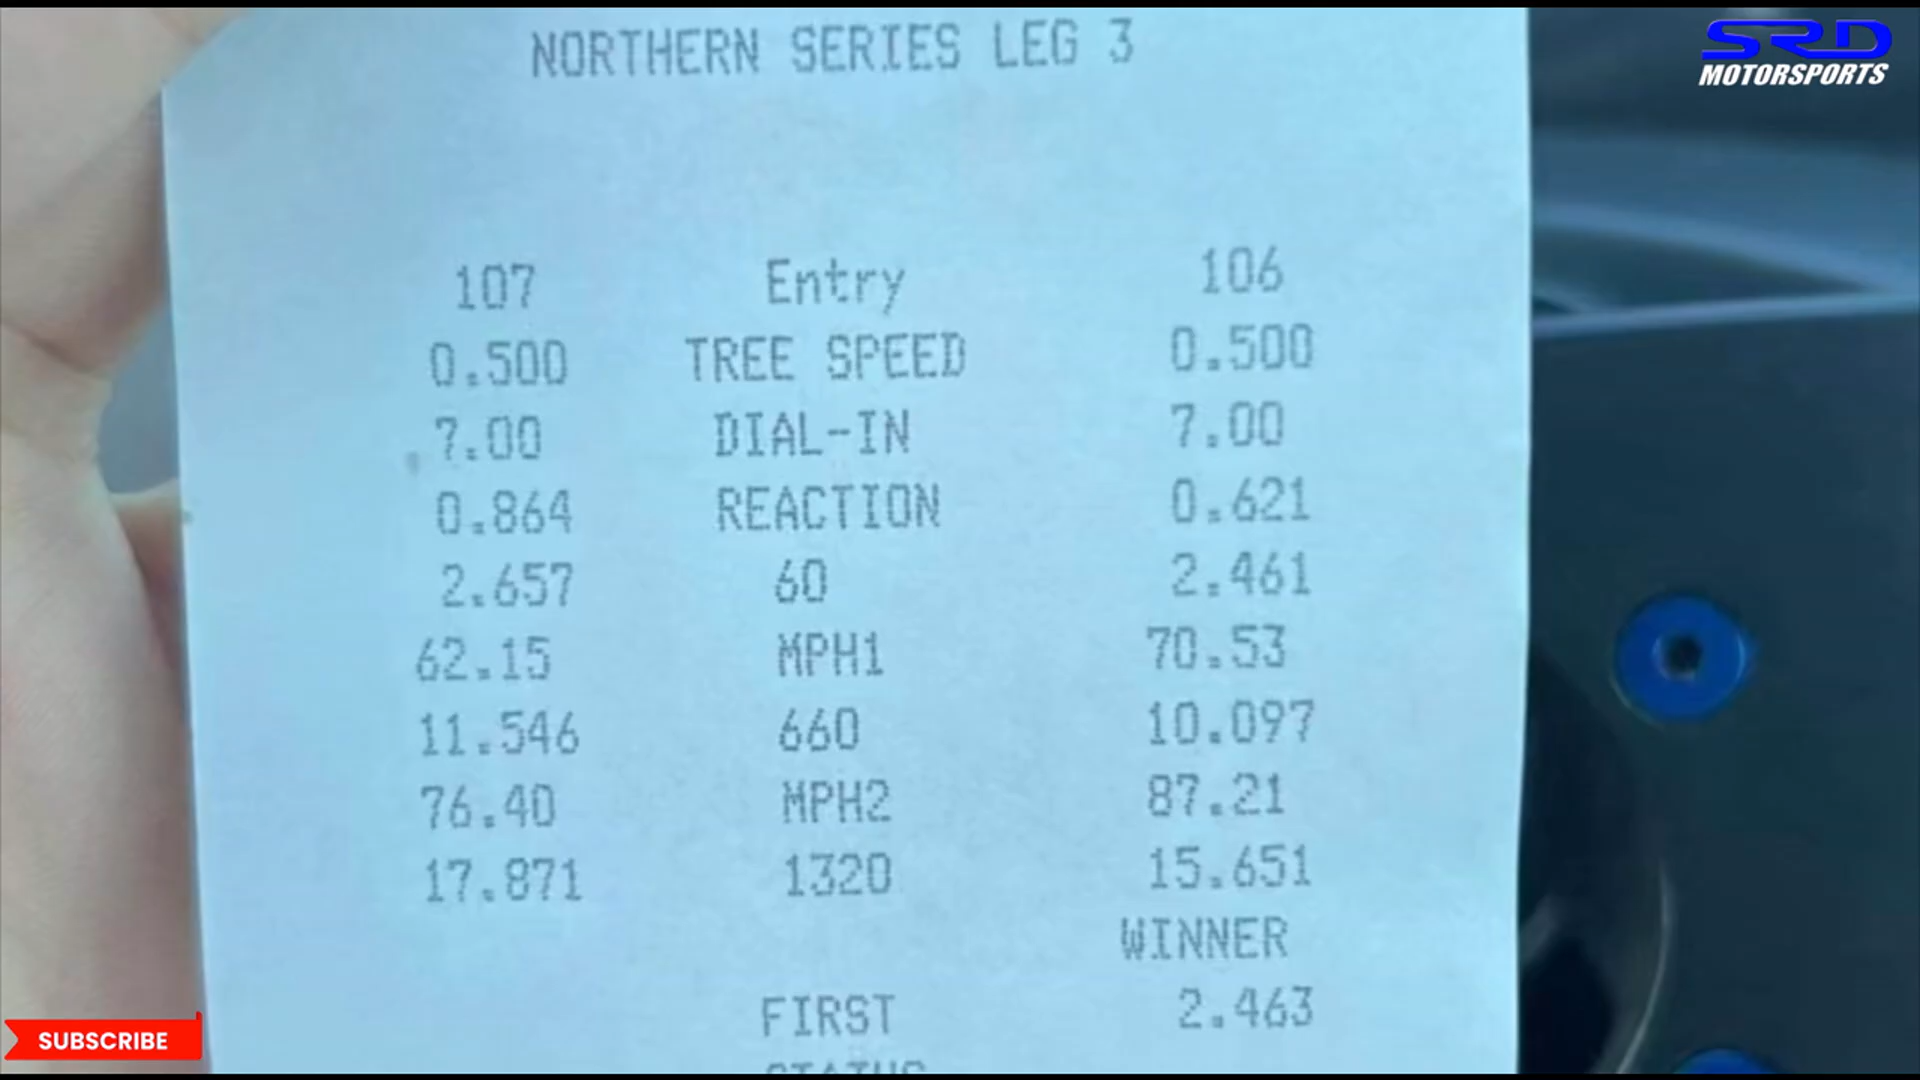 NORTHERN SERIES LEG 3
SRD
MOTORSPORTS
107 Entry 106
0.500 TREE SPEED 0.500
7.00 DIAL-IN 7.00
0.864 REACTION 0.621
2.657 60 2.461
62.15 MPH1 70.53
11.546 660 10.097
76.40 MPH2 87.21
17.871 1320 15.651
WINNER
FIRST 2.463
SUBSCRIBE